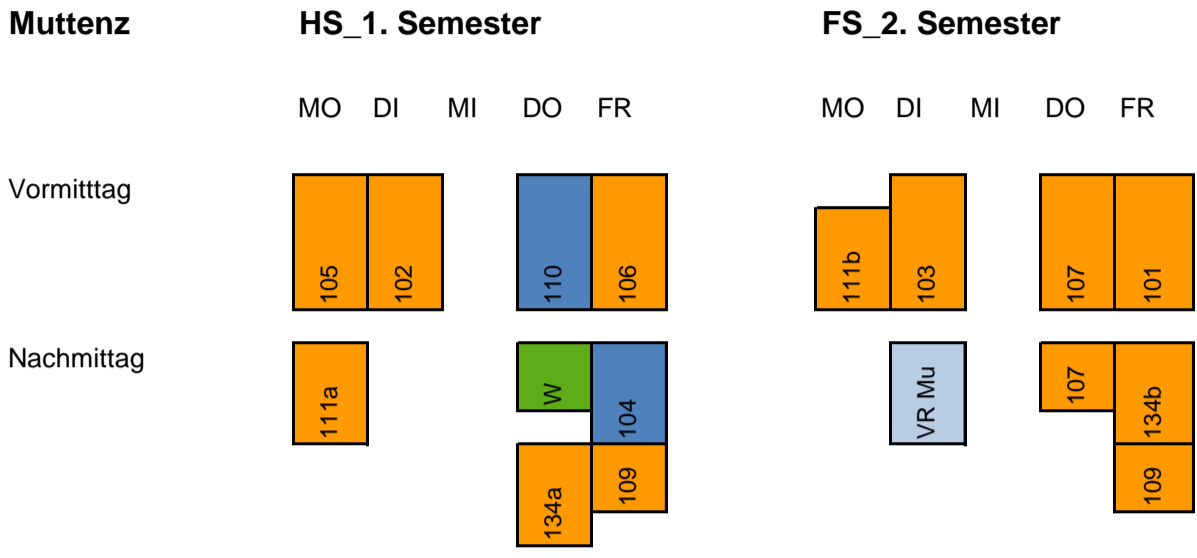 Muttenz HS_1. Semester FS_2. Semester
MO DI MI DO FR MO DI MI DO FR
Vormitttag
105 102 110 106 111b 103 107 101
Nachmittag
111a W 104 VR Mu 107 134b
134a 109 109